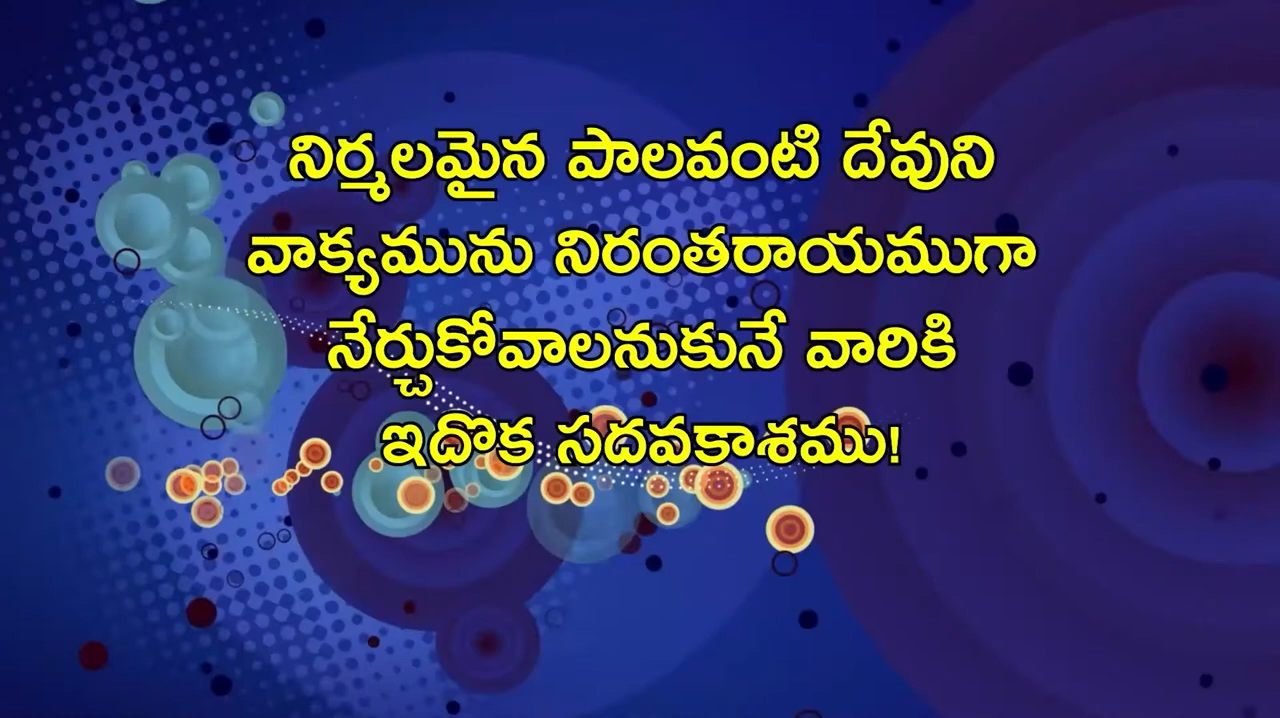 నిర్మలమైన పాలవంటి దేవుని
వాక్యమును నిరంతరాయముగా
నేర్చుకోవాలనుకునే వారికి
ఇదొక సదవకాశము!